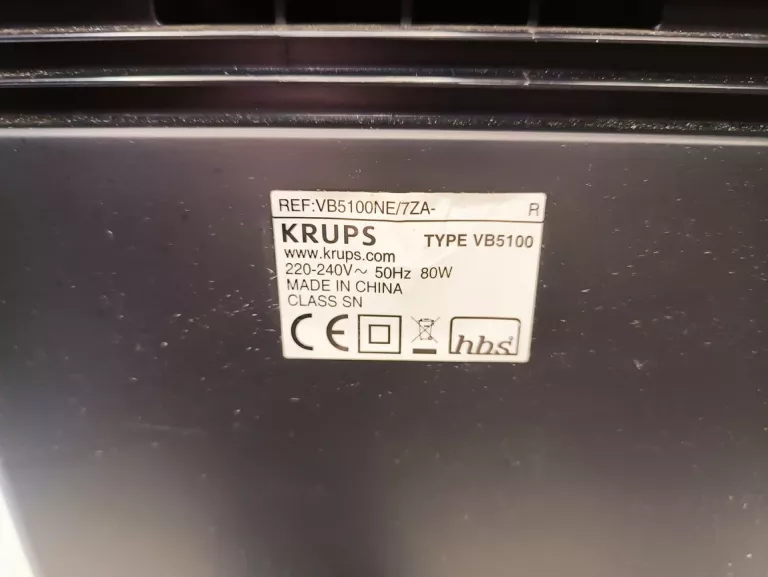 REF:VB5100NE/7ZA- R
KRUPS TYPE VB5100
www.krups.com
220-240V~ 50Hz 80W
MADE IN CHINA
CLASS SN
CE hbs